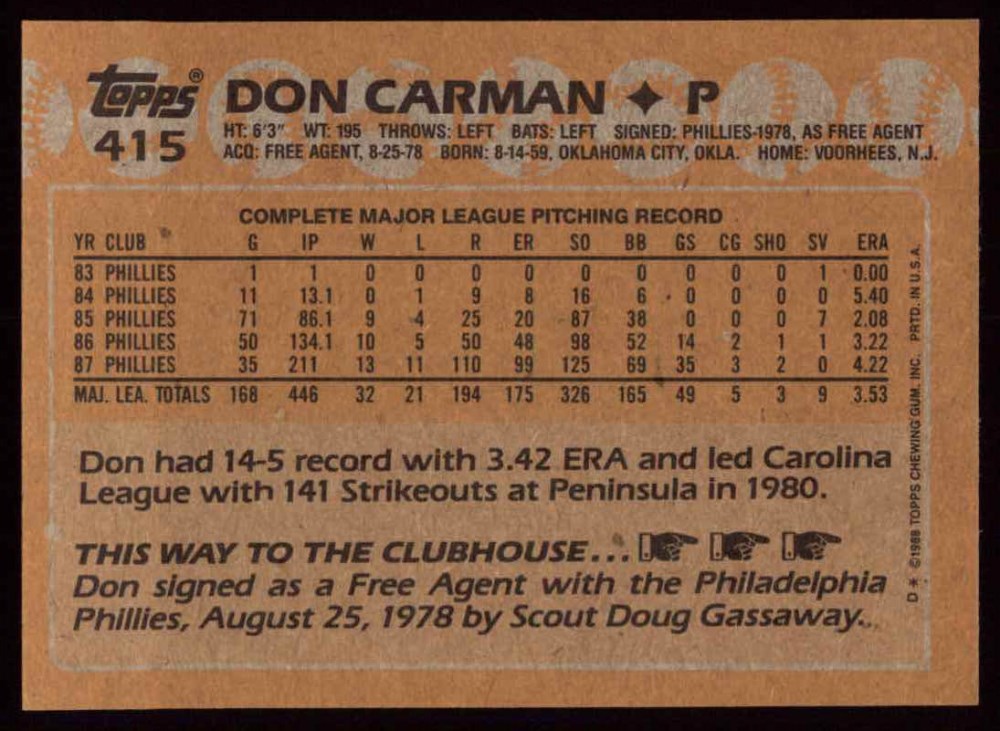 Topps® DON CARMAN ✦ P
415 HT: 6'3" WT: 195 THROWS: LEFT BATS: LEFT SIGNED: PHILLIES-1978, AS FREE AGENT
ACQ: FREE AGENT, 8-25-78 BORN: 8-14-59, OKLAHOMA CITY, OKLA. HOME: VOORHEES, N.J.
COMPLETE MAJOR LEAGUE PITCHING RECORD
YR CLUB G IP W L R ER SO BB GS CG SHO SV ERA
83 PHILLIES 1 1 0 0 0 0 0 0 0 0 0 1 0.00
84 PHILLIES 11 13.1 0 1 9 8 16 6 0 0 0 0 5.40
85 PHILLIES 71 86.1 9 4 25 20 87 38 0 0 0 7 2.08
86 PHILLIES 50 134.1 10 5 50 48 98 52 14 2 1 1 3.22
87 PHILLIES 35 211 13 11 110 99 125 69 35 3 2 0 4.22
MAJ. LEA. TOTALS 168 446 32 21 194 175 326 165 49 5 3 9 3.53
Don had 14-5 record with 3.42 ERA and led Carolina
League with 141 Strikeouts at Peninsula in 1980.
THIS WAY TO THE CLUBHOUSE...
Don signed as a Free Agent with the Philadelphia
Phillies, August 25, 1978 by Scout Doug Gassaway...
D * ©1988 TOPPS CHEWING GUM, INC. PRTD. IN U.S.A.